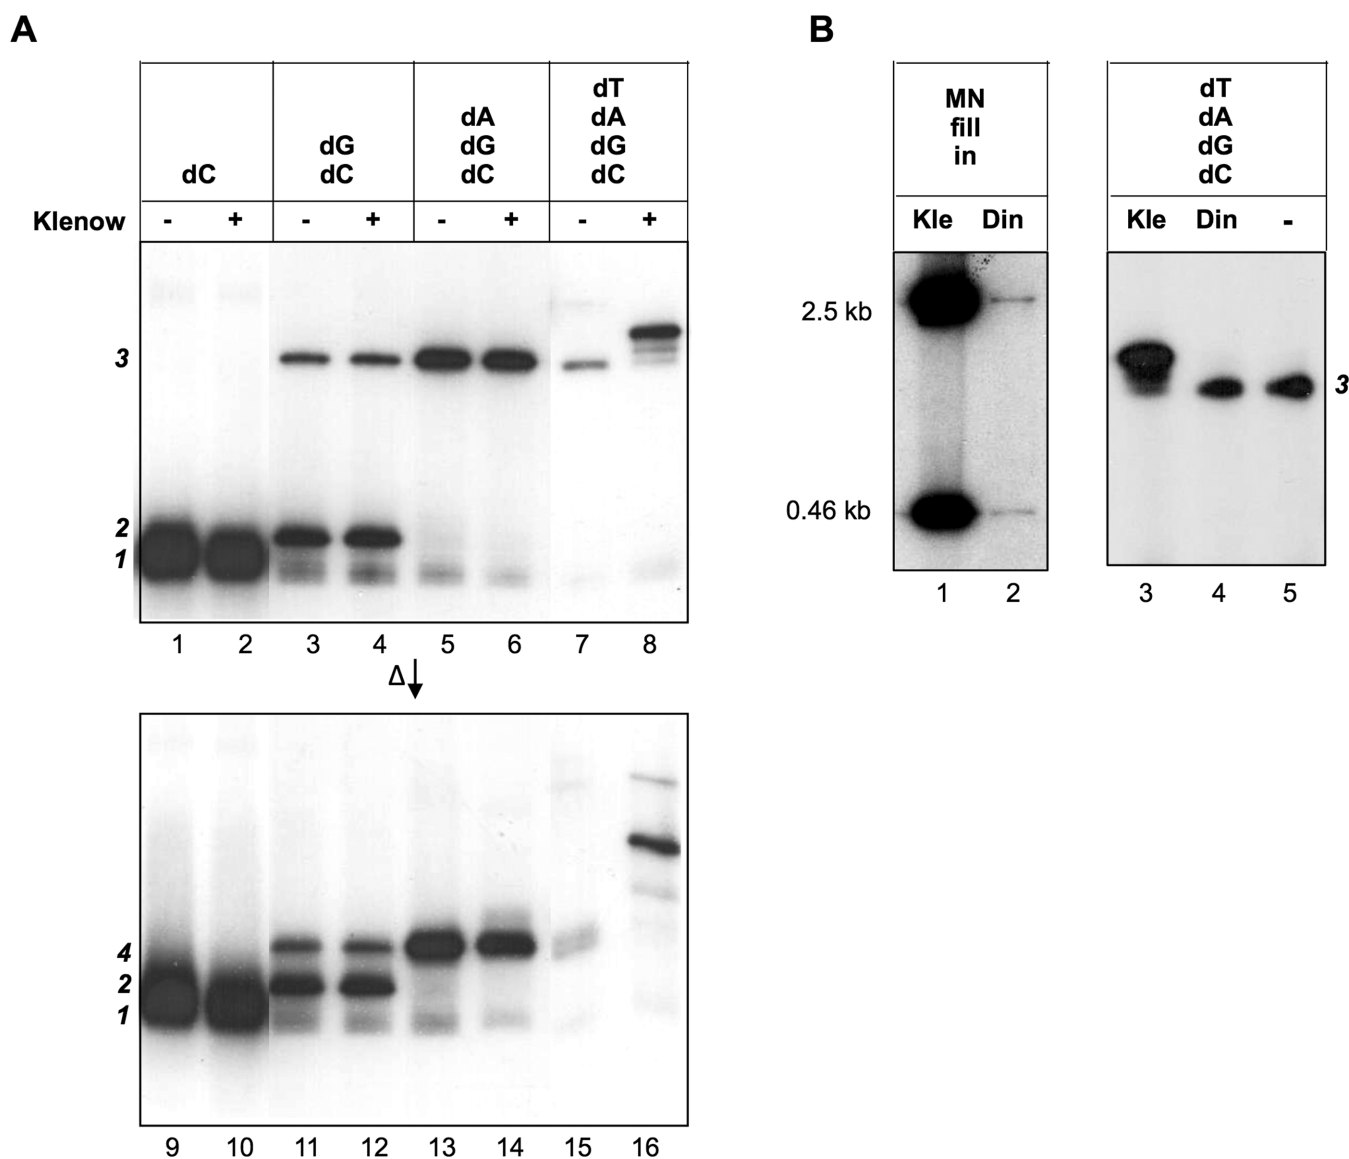 A
B
dC
dG
dC
dA
dG
dC
dT
dA
dG
dC
Klenow - + - + - + - +
3
2
1
1 2 3 4 5 6 7 8
Δ
4
2
1
9 10 11 12 13 14 15 16
MN
fill
in
Kle Din
2.5 kb
0.46 kb
1 2
dT
dA
dG
dC
Kle Din -
3
3 4 5